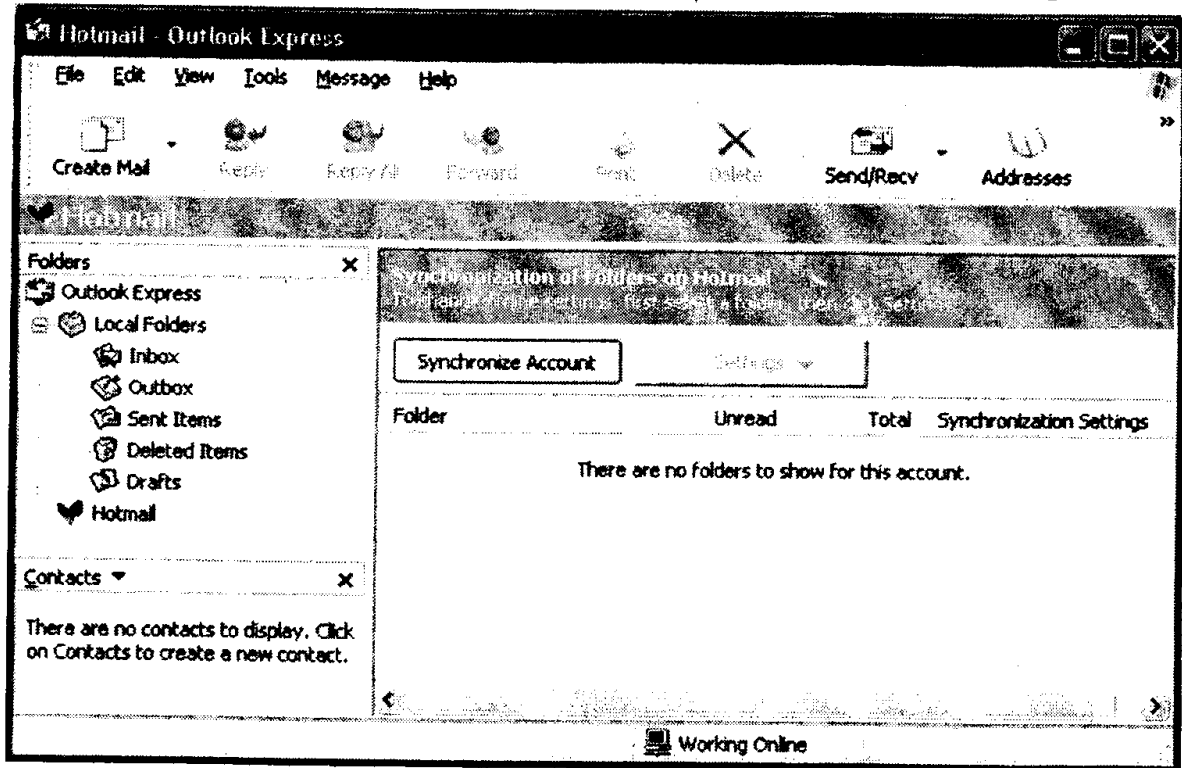 Hotmail - Outlook Express
File Edit View Tools Message Help
Create Mail Reply Reply All Forward Print Delete Send/Recv Addresses
»
Hotmail
Folders
Outlook Express
Local Folders
Inbox
Outbox
Sent Items
Deleted Items
Drafts
Hotmail
Contacts
There are no contacts to display. Click
on Contacts to create a new contact.
Synchronization of Folders on Hotmail
Synchronize Account Settings
Folder Unread Total Synchronization Settings
There are no folders to show for this account.
Working Online